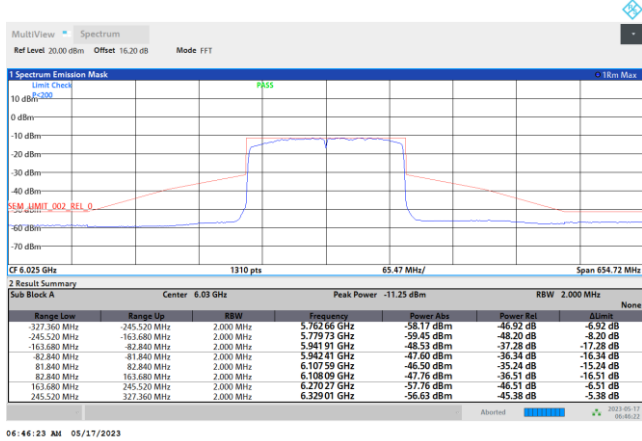 MultiView Spectrum
Ref Level 20.00 dBm Offset 16.20 dB Mode FFT
1 Spectrum Emission Mask 1Rm Max
Limit Check PASS
P<200
10 dBm
0 dBm
-10 dBm
-20 dBm
-30 dBm
-40 dBm
SEM_LIMIT_002_REL_0
-50 dBm
-60 dBm
-70 dBm
CF 6.025 GHz 1310 pts 65.47 MHz/ Span 654.72 MHz
2 Result Summary
Sub Block A Center 6.03 GHz Peak Power -11.25 dBm RBW 2.000 MHz
None
Range Low Range Up RBW Frequency Power Abs Power Rel ΔLimit
-327.360 MHz -245.520 MHz 2.000 MHz 5.762 66 GHz -58.17 dBm -46.92 dB -6.92 dB
-245.520 MHz -163.680 MHz 2.000 MHz 5.779 73 GHz -59.45 dBm -48.20 dB -8.20 dB
-163.680 MHz -82.840 MHz 2.000 MHz 5.941 91 GHz -48.53 dBm -37.28 dB -17.28 dB
-82.840 MHz -81.840 MHz 2.000 MHz 5.942 41 GHz -47.60 dBm -36.34 dB -16.34 dB
81.840 MHz 82.840 MHz 2.000 MHz 6.107 59 GHz -46.50 dBm -35.24 dB -15.24 dB
82.840 MHz 163.680 MHz 2.000 MHz 6.108 09 GHz -47.76 dBm -36.51 dB -16.51 dB
163.680 MHz 245.520 MHz 2.000 MHz 6.270 27 GHz -57.76 dBm -46.51 dB -6.51 dB
245.520 MHz 327.360 MHz 2.000 MHz 6.329 01 GHz -56.63 dBm -45.38 dB -5.38 dB
Aborted 2023-05-17
06:46:22
06:46:23 AM 05/17/2023